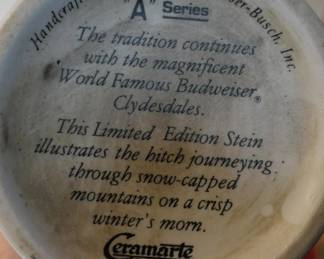 Handcraf
er-Busch, Inc.
"A" Series
The tradition continues
with the magnificent
World Famous Budweiser®
Clydesdales.
This Limited Edition Stein
illustrates the hitch journeying
through snow-capped
mountains on a crisp
winter's morn.
Ceramarte